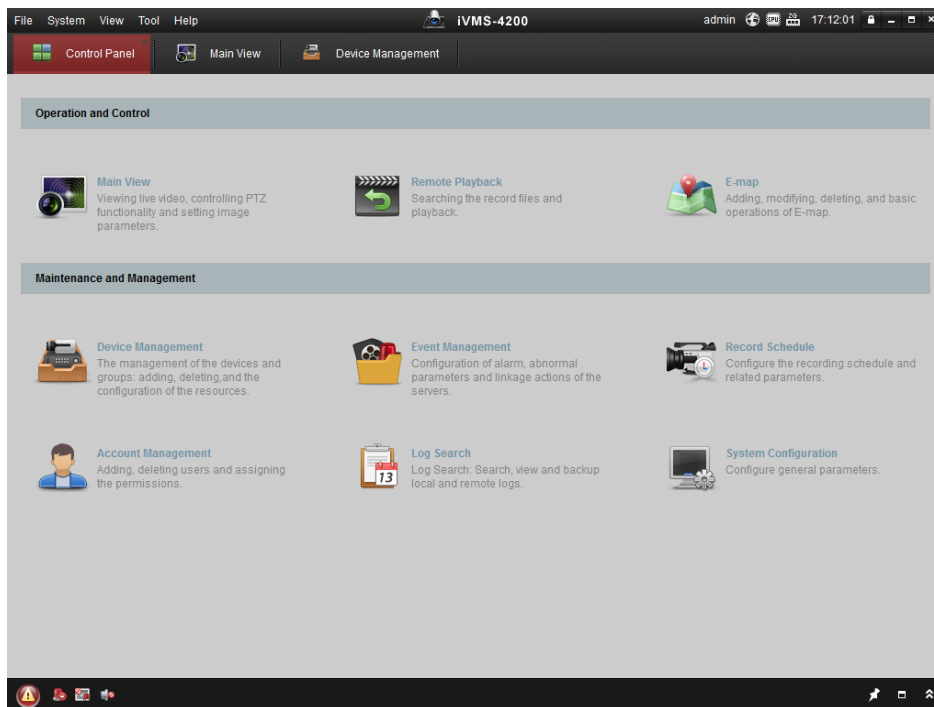 File System View Tool Help iVMS-4200 admin 17:12:01
Control Panel Main View Device Management
Operation and Control
Main View
Viewing live video, controlling PTZ
functionality and setting image
parameters.
Remote Playback
Searching the record files and
playback.
E-map
Adding, modifying, deleting, and basic
operations of E-map.
Maintenance and Management
Device Management
The management of the devices and
groups: adding, deleting,and the
configuration of the resources.
Event Management
Configuration of alarm, abnormal
parameters and linkage actions of the
servers.
Record Schedule
Configure the recording schedule and
related parameters.
Account Management
Adding, deleting users and assigning
the permissions.
Log Search
Log Search: Search, view and backup
local and remote logs.
13
System Configuration
Configure general parameters.